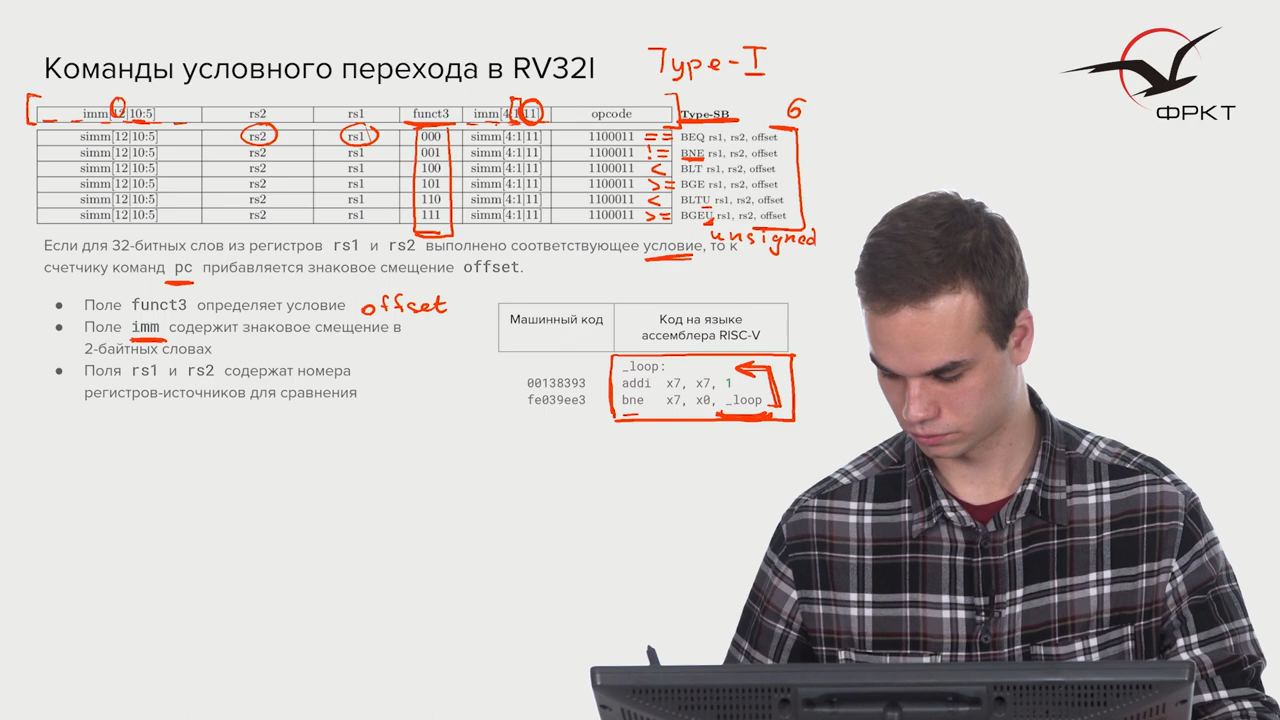 Команды условного перехода в RV32I
Type-I
ФРКТ
imm[12|10:5] rs2 rs1 funct3 imm[4:1|11] opcode Type-SB 6
simm[12|10:5] rs2 rs1 000 simm[4:1|11] 1100011 == BEQ rs1, rs2, offset
simm[12|10:5] rs2 rs1 001 simm[4:1|11] 1100011 != BNE rs1, rs2, offset
simm[12|10:5] rs2 rs1 100 simm[4:1|11] 1100011 < BLT rs1, rs2, offset
simm[12|10:5] rs2 rs1 101 simm[4:1|11] 1100011 >= BGE rs1, rs2, offset
simm[12|10:5] rs2 rs1 110 simm[4:1|11] 1100011 < BLTU rs1, rs2, offset
simm[12|10:5] rs2 rs1 111 simm[4:1|11] 1100011 >= BGEU rs1, rs2, offset
unsigned
Если для 32-битных слов из регистров rs1 и rs2 выполнено соответствующее условие, то к
счетчику команд pc прибавляется знаковое смещение offset.
● Поле funct3 определяет условие
offset
● Поле imm содержит знаковое смещение в
2-байтных словах
● Поля rs1 и rs2 содержат номера
регистров-источников для сравнения
Машинный код
Код на языке
ассемблера RISC-V
_loop:
00138393 addi x7, x7, 1
fe039ee3 bne x7, x0, _loop